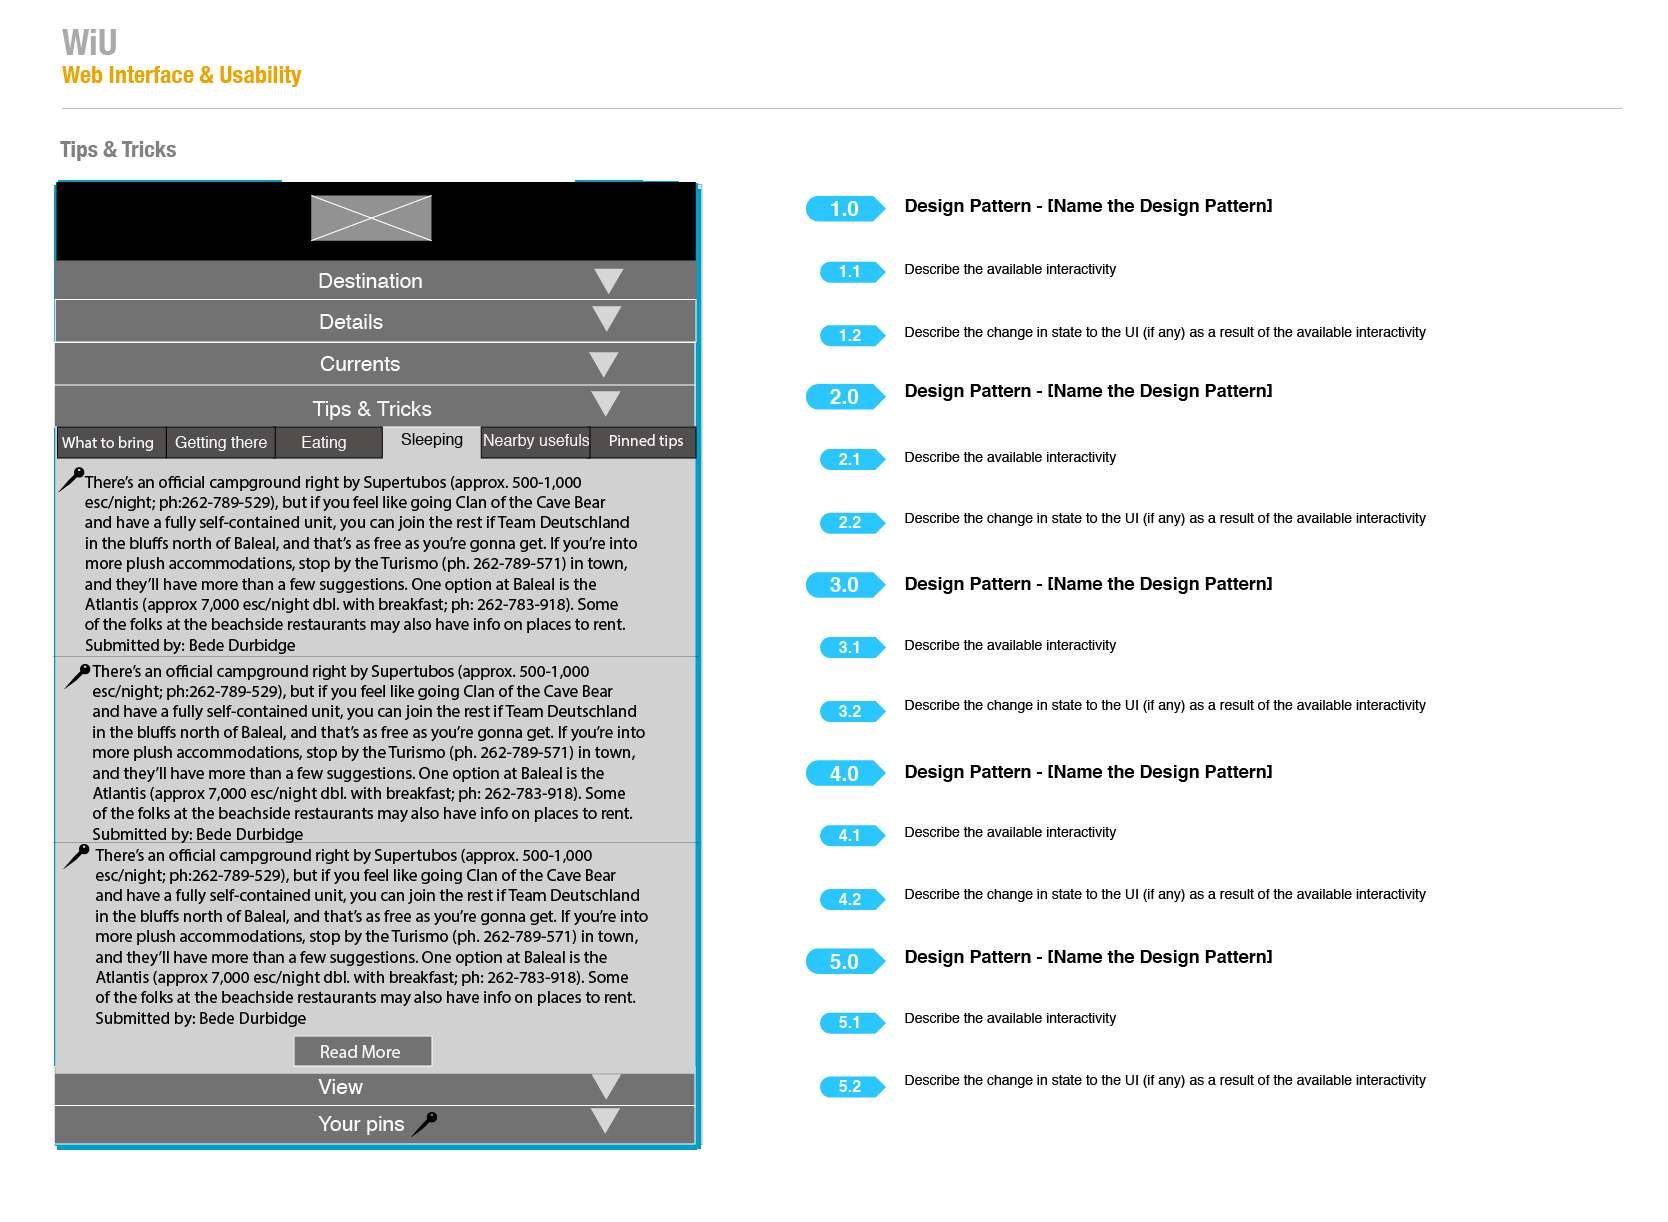 WiU
Web Interface & Usability
Tips & Tricks
Destination
Details
Currents
Tips & Tricks
What to bring Getting there Eating Sleeping Nearby usefuls Pinned tips
There's an official campground right by Supertubos (approx. 500-1,000
esc/night; ph:262-789-529), but if you feel like going Clan of the Cave Bear
and have a fully self-contained unit, you can join the rest if Team Deutschland
in the bluffs north of Baleal, and that's as free as you're gonna get. If you're into
more plush accommodations, stop by the Turismo (ph. 262-789-571) in town,
and they'll have more than a few suggestions. One option at Baleal is the
Atlantis (approx 7,000 esc/night dbl. with breakfast; ph: 262-783-918). Some
of the folks at the beachside restaurants may also have info on places to rent.
Submitted by: Bede Durbidge
There's an official campground right by Supertubos (approx. 500-1,000
esc/night; ph:262-789-529), but if you feel like going Clan of the Cave Bear
and have a fully self-contained unit, you can join the rest if Team Deutschland
in the bluffs north of Baleal, and that's as free as you're gonna get. If you're into
more plush accommodations, stop by the Turismo (ph. 262-789-571) in town,
and they'll have more than a few suggestions. One option at Baleal is the
Atlantis (approx 7,000 esc/night dbl. with breakfast; ph: 262-783-918). Some
of the folks at the beachside restaurants may also have info on places to rent.
Submitted by: Bede Durbidge
There's an official campground right by Supertubos (approx. 500-1,000
esc/night; ph:262-789-529), but if you feel like going Clan of the Cave Bear
and have a fully self-contained unit, you can join the rest if Team Deutschland
in the bluffs north of Baleal, and that's as free as you're gonna get. If you're into
more plush accommodations, stop by the Turismo (ph. 262-789-571) in town,
and they'll have more than a few suggestions. One option at Baleal is the
Atlantis (approx 7,000 esc/night dbl. with breakfast; ph: 262-783-918). Some
of the folks at the beachside restaurants may also have info on places to rent.
Submitted by: Bede Durbidge
Read More
View
Your pins
1.0 Design Pattern - [Name the Design Pattern]
1.1 Describe the available interactivity
1.2 Describe the change in state to the UI (if any) as a result of the available interactivity
2.0 Design Pattern - [Name the Design Pattern]
2.1 Describe the available interactivity
2.2 Describe the change in state to the UI (if any) as a result of the available interactivity
3.0 Design Pattern - [Name the Design Pattern]
3.1 Describe the available interactivity
3.2 Describe the change in state to the UI (if any) as a result of the available interactivity
4.0 Design Pattern - [Name the Design Pattern]
4.1 Describe the available interactivity
4.2 Describe the change in state to the UI (if any) as a result of the available interactivity
5.0 Design Pattern - [Name the Design Pattern]
5.1 Describe the available interactivity
5.2 Describe the change in state to the UI (if any) as a result of the available interactivity